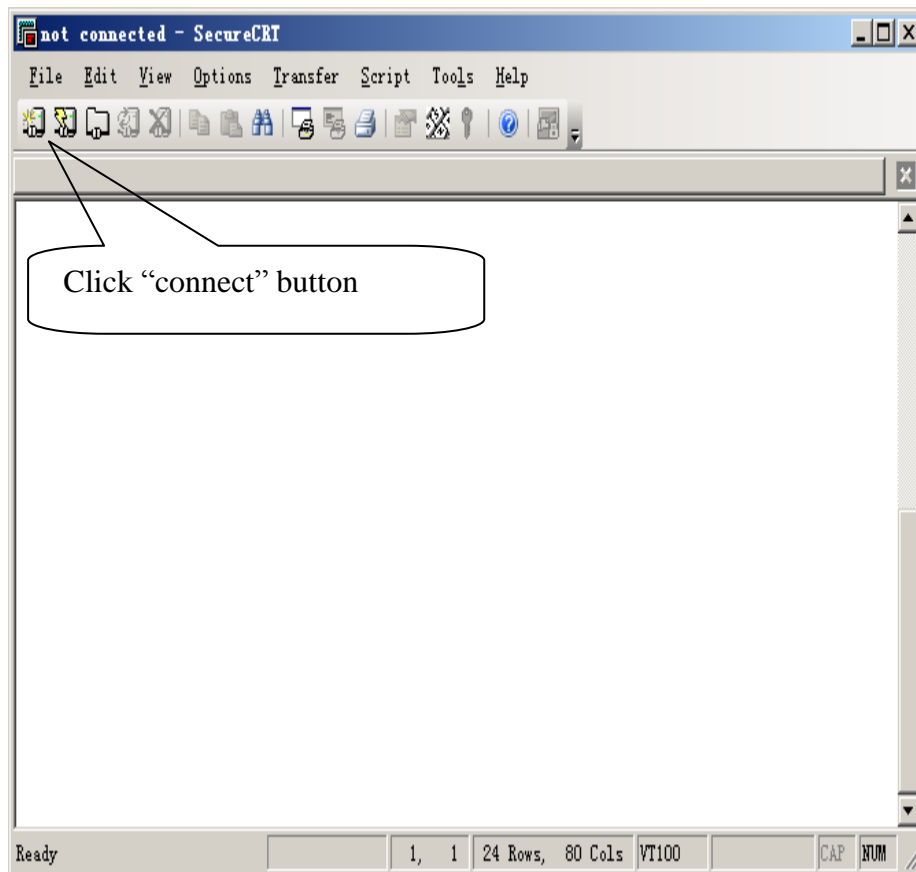 not connected - SecureCRT
File Edit View Options Transfer Script Tools Help
Click “connect” button
Ready 1, 1 24 Rows, 80 Cols VT100 CAP NUM